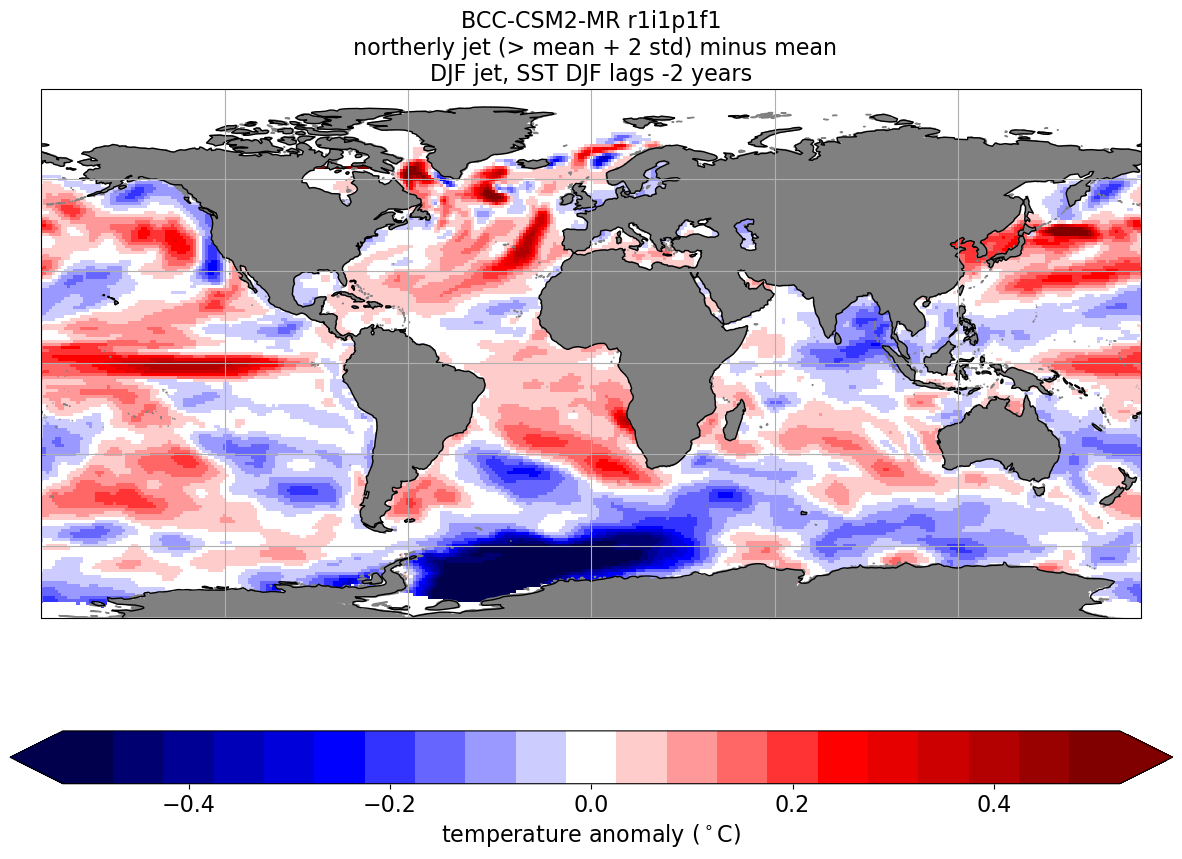 BCC-CSM2-MR r1i1p1f1
northerly jet (> mean + 2 std) minus mean
DJF jet, SST DJF lags -2 years
−0.4 −0.2 0.0 0.2 0.4
temperature anomaly (°C)